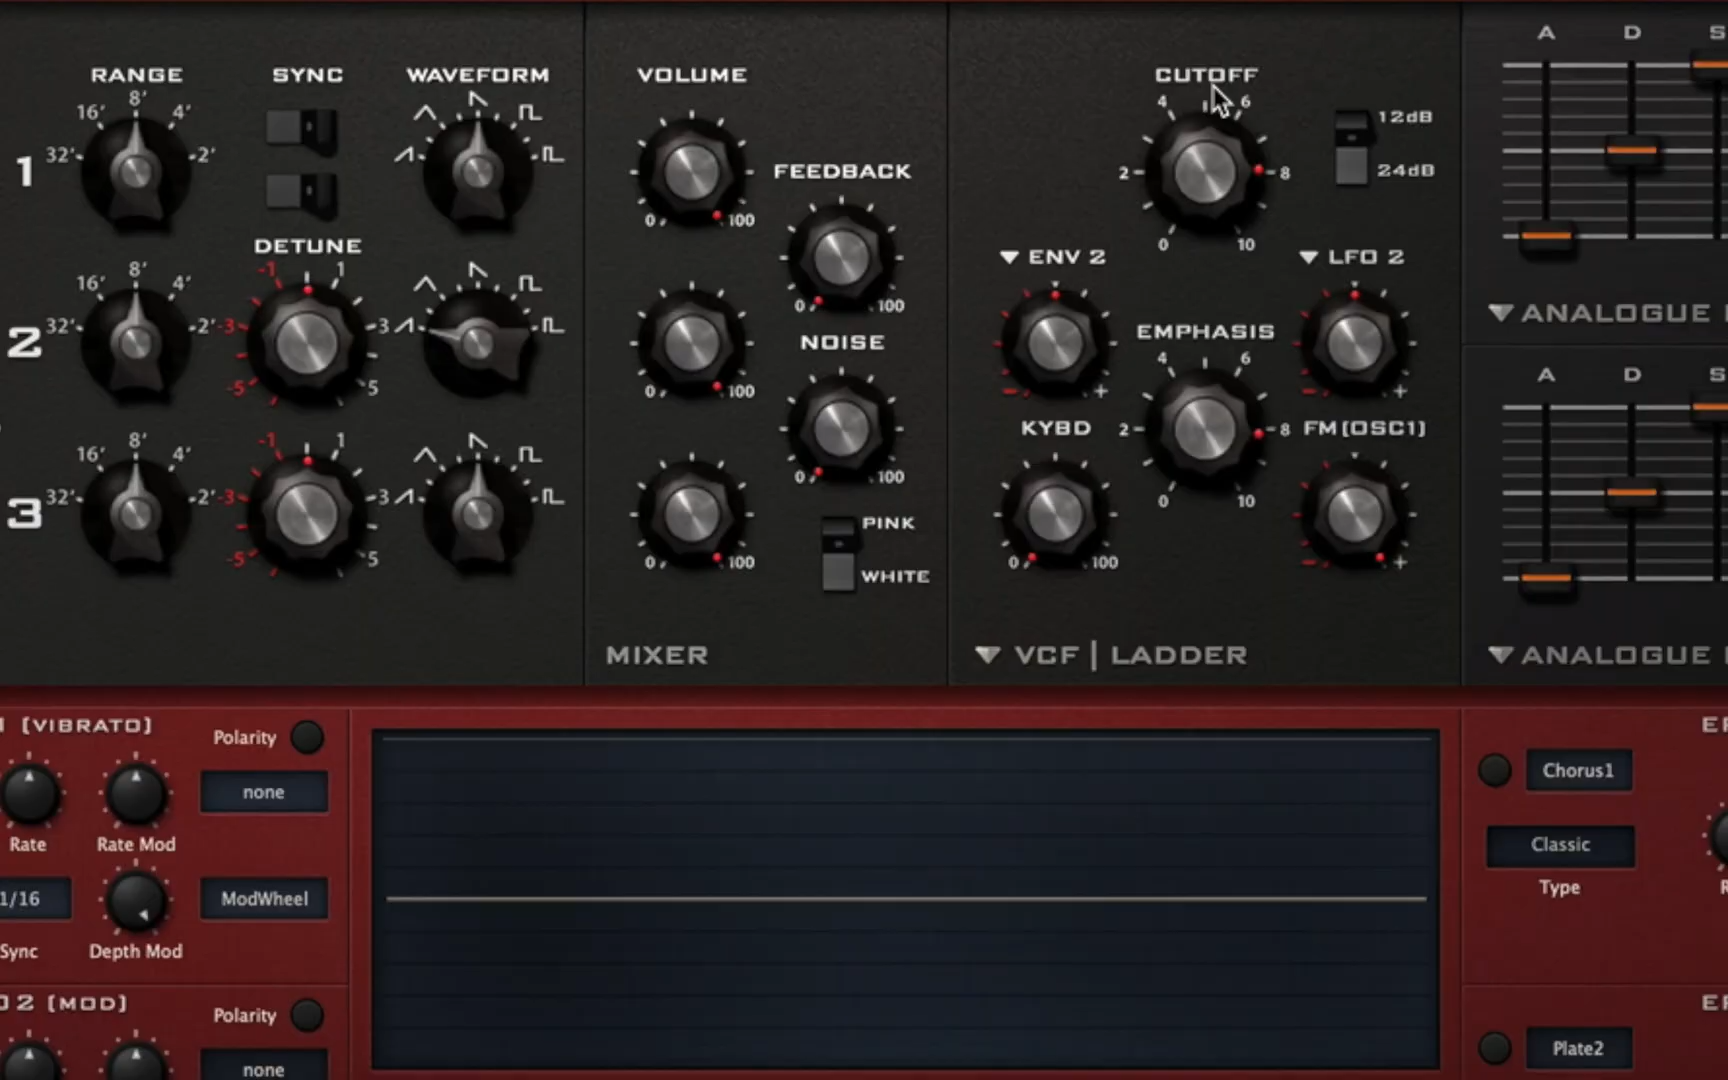 A D S
RANGE SYNC WAVEFORM VOLUME CUTOFF
16' 8' 4'
32' 2'
1
4 6
2 8
0 10
12dB
24dB
0 100
FEEDBACK
0 100
DETUNE
-1 1
-3 3
-5 5
16' 8' 4'
32' 2'
2
0 100
NOISE
0 100
ENV 2
- +
LFO 2
- +
EMPHASIS
4 6
2 8
0 10
ANALOGUE
A D S
16' 8' 4'
32' 2'
3
-1 1
-3 3
-5 5
0 100
PINK
WHITE
KYBD
0 100
FM(OSC1)
- +
MIXER
VCF | LADDER
ANALOGUE
(VIBRATO)
Polarity
none
Rate Rate Mod
1/16
ModWheel
Sync Depth Mod
2 (MOD)
Polarity
none
Chorus1
Classic
Type
Plate2